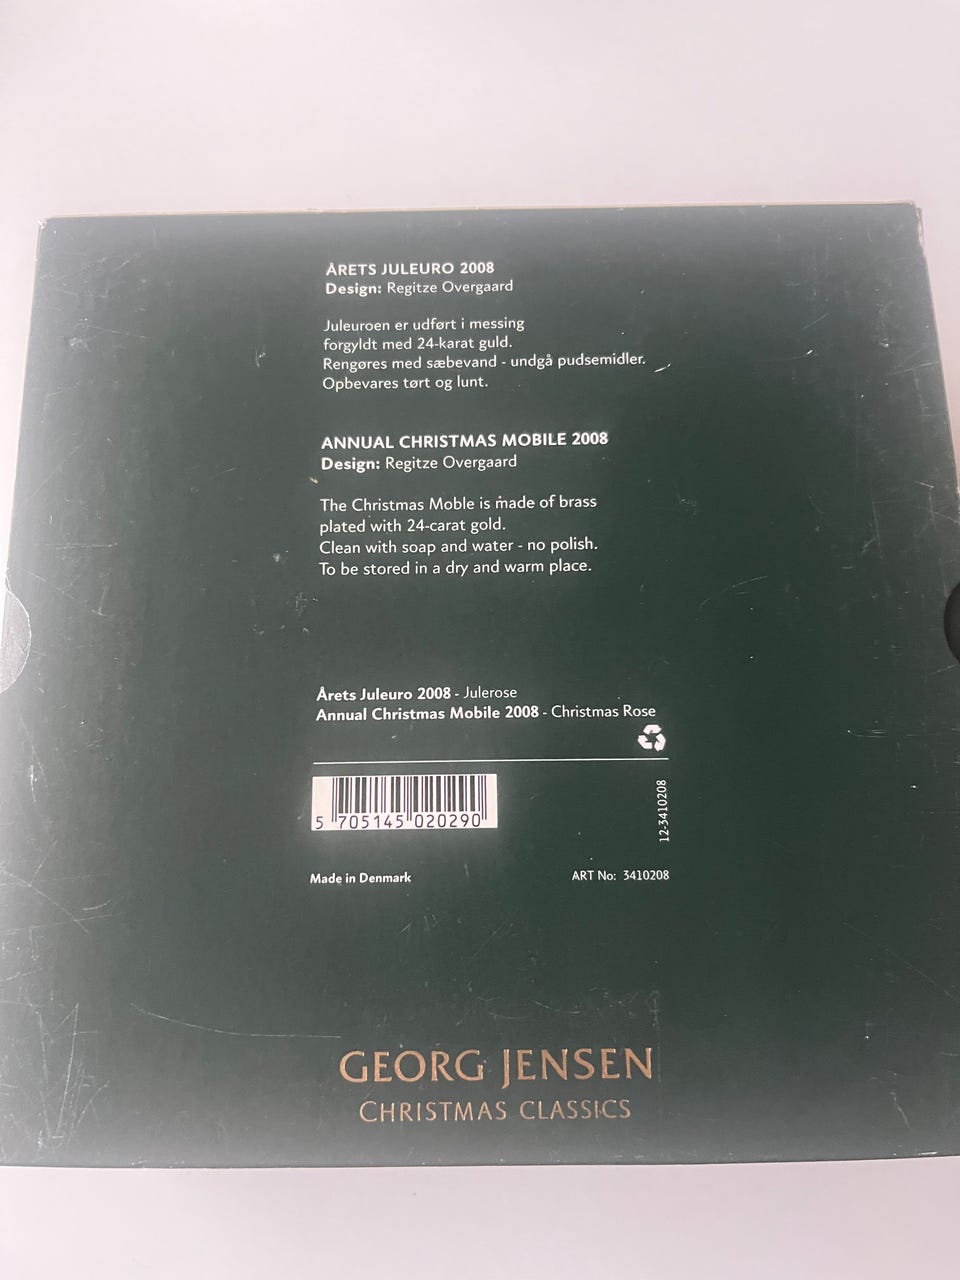 ÅRETS JULEURO 2008
Design: Regitze Overgaard
Juleuroen er udført i messing
forgyldt med 24-karat guld.
Rengøres med sæbevand - undgå pudsemidler.
Opbevares tørt og lunt.
ANNUAL CHRISTMAS MOBILE 2008
Design: Regitze Overgaard
The Christmas Moble is made of brass
plated with 24-carat gold.
Clean with soap and water - no polish.
To be stored in a dry and warm place.
Årets Juleuro 2008 - Julerose
Annual Christmas Mobile 2008 - Christmas Rose
5 705145 020290
12-3410208
Made in Denmark
ART No: 3410208
GEORG JENSEN
CHRISTMAS CLASSICS